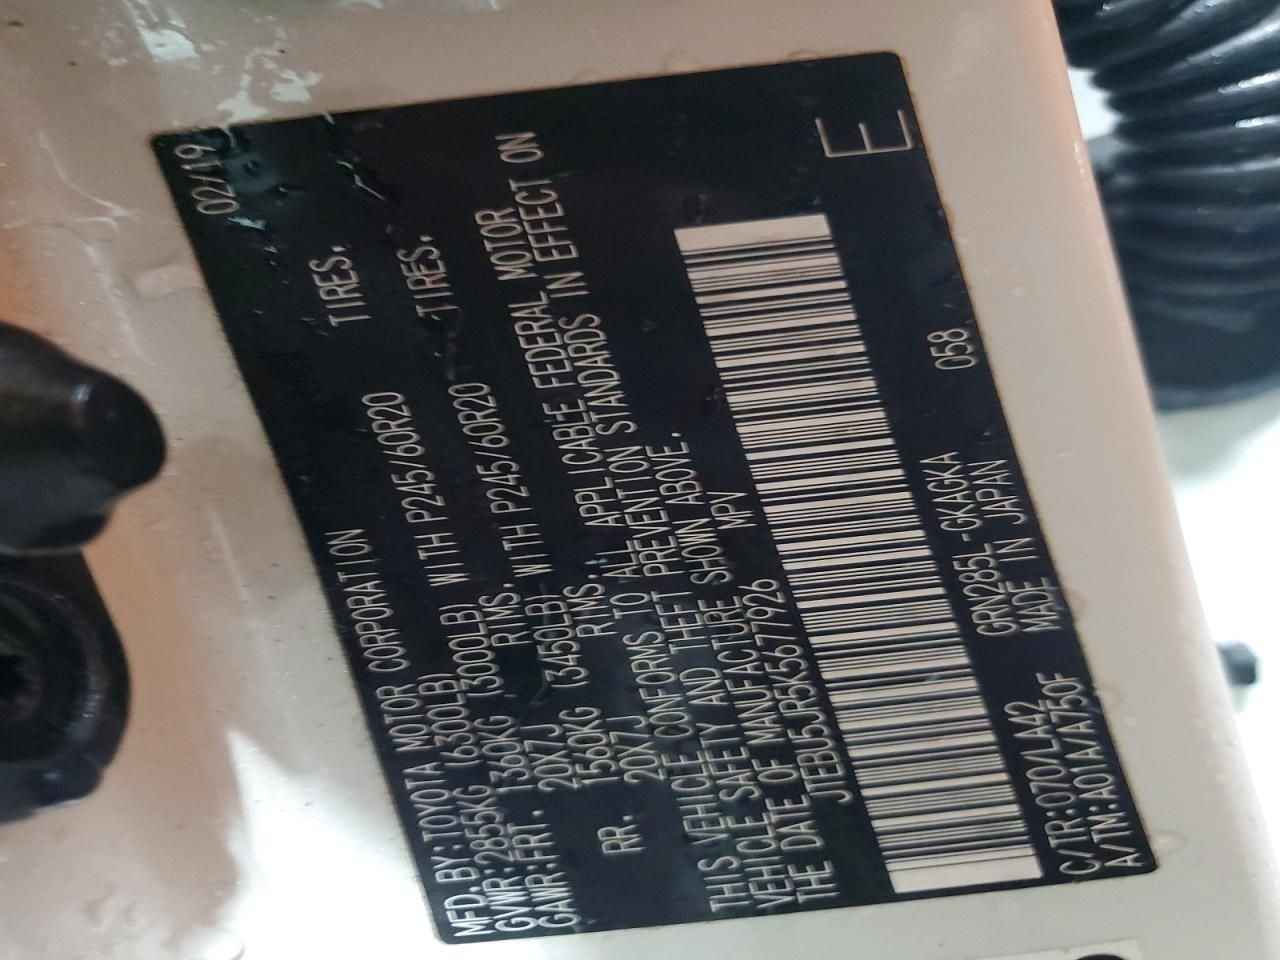 MFD.BY:TOYOTA MOTOR CORPORATION 02/19
GVWR:2855KG (6300LB)
GAWR:FRT. 1360KG (3000LB) WITH P245/60R20 TIRES.
20X7J RIMS.
RR. 1560KG (3450LB) WITH P245/60R20 TIRES.
20X7J RIMS.
THIS VEHICLE CONFORMS TO ALL APPLICABLE FEDERAL MOTOR
VEHICLE SAFETY AND THEFT PREVENTION STANDARDS IN EFFECT ON
THE DATE OF MANUFACTURE SHOWN ABOVE.
JTEBU5JR5K5677926 MPV
E
C/TR:070/LA42 GRN285L-GKAGKA 058
A/TM:A01A/A750F MADE IN JAPAN